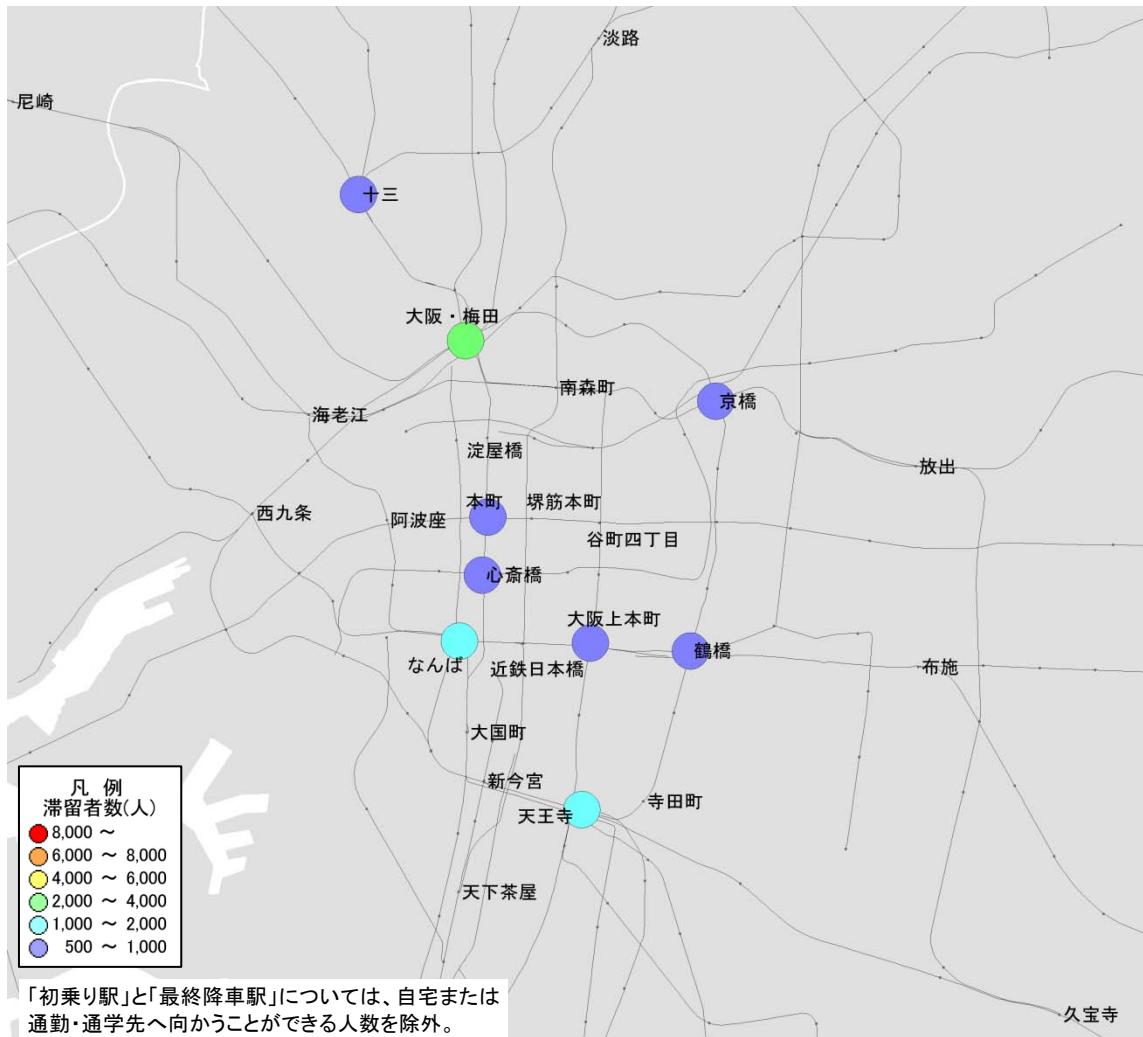 淡路
尼崎
十三
大阪・梅田
南森町
京橋
海老江
淀屋橋
放出
本町
堺筋本町
西九条
阿波座
谷町四丁目
心斎橋
大阪上本町
鶴橋
なんば
近鉄日本橋
布施
大国町
新今宮
寺田町
天王寺
天下茶屋
久宝寺
凡 例
滞留者数(人)
8,000 ～
6,000 ～ 8,000
4,000 ～ 6,000
2,000 ～ 4,000
1,000 ～ 2,000
500 ～ 1,000
「初乗り駅」と「最終降車駅」については、自宅または
通勤・通学先へ向かうことができる人数を除外。